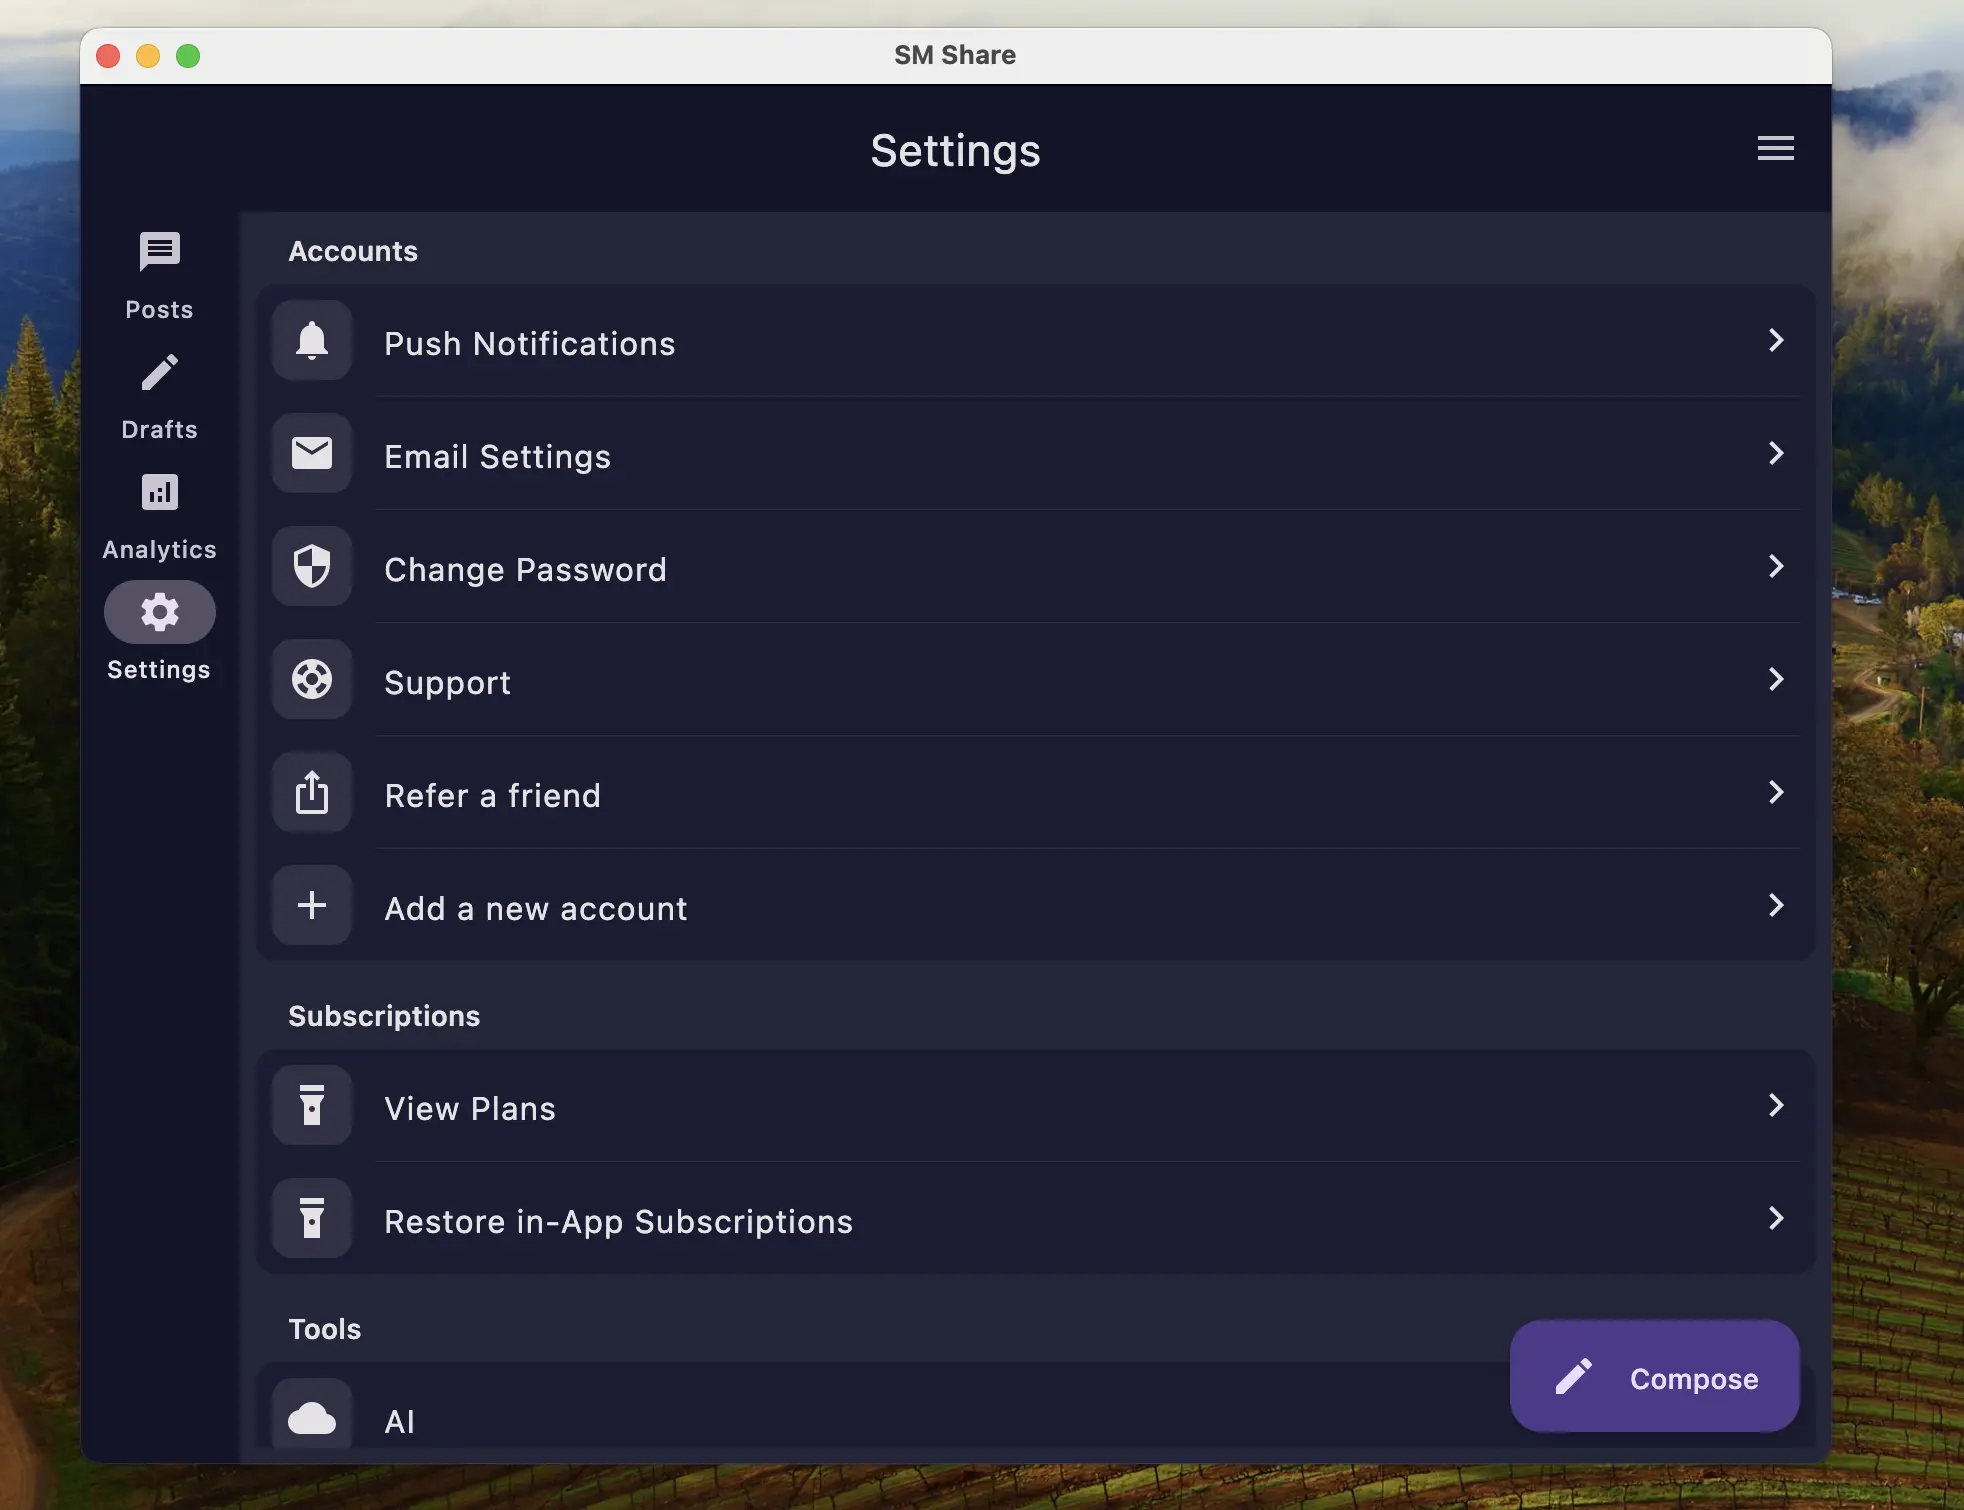 SM Share
Settings
Posts
Drafts
Analytics
Settings
Accounts
Push Notifications
Email Settings
Change Password
Support
Refer a friend
Add a new account
Subscriptions
View Plans
Restore in-App Subscriptions
Tools
AI
Compose